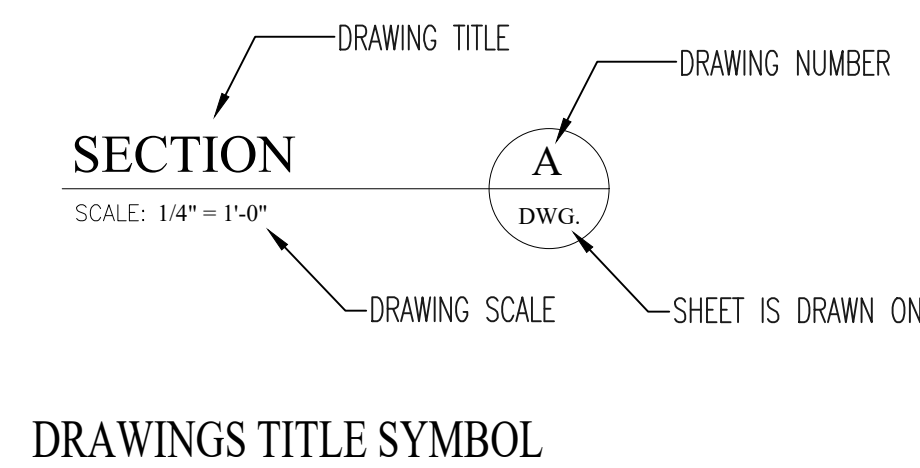 DRAWING TITLE
DRAWING NUMBER
SECTION
A
SCALE: 1/4" = 1'-0"
DWG.
DRAWING SCALE
SHEET IS DRAWN ON
DRAWINGS TITLE SYMBOL